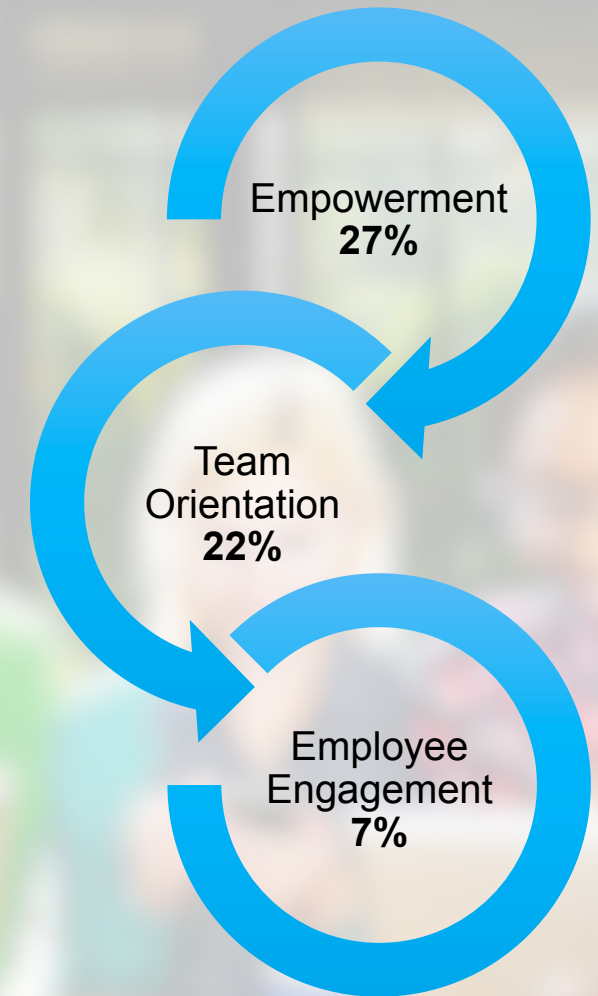 Empowerment
27%
Team
Orientation
22%
Employee
Engagement
7%